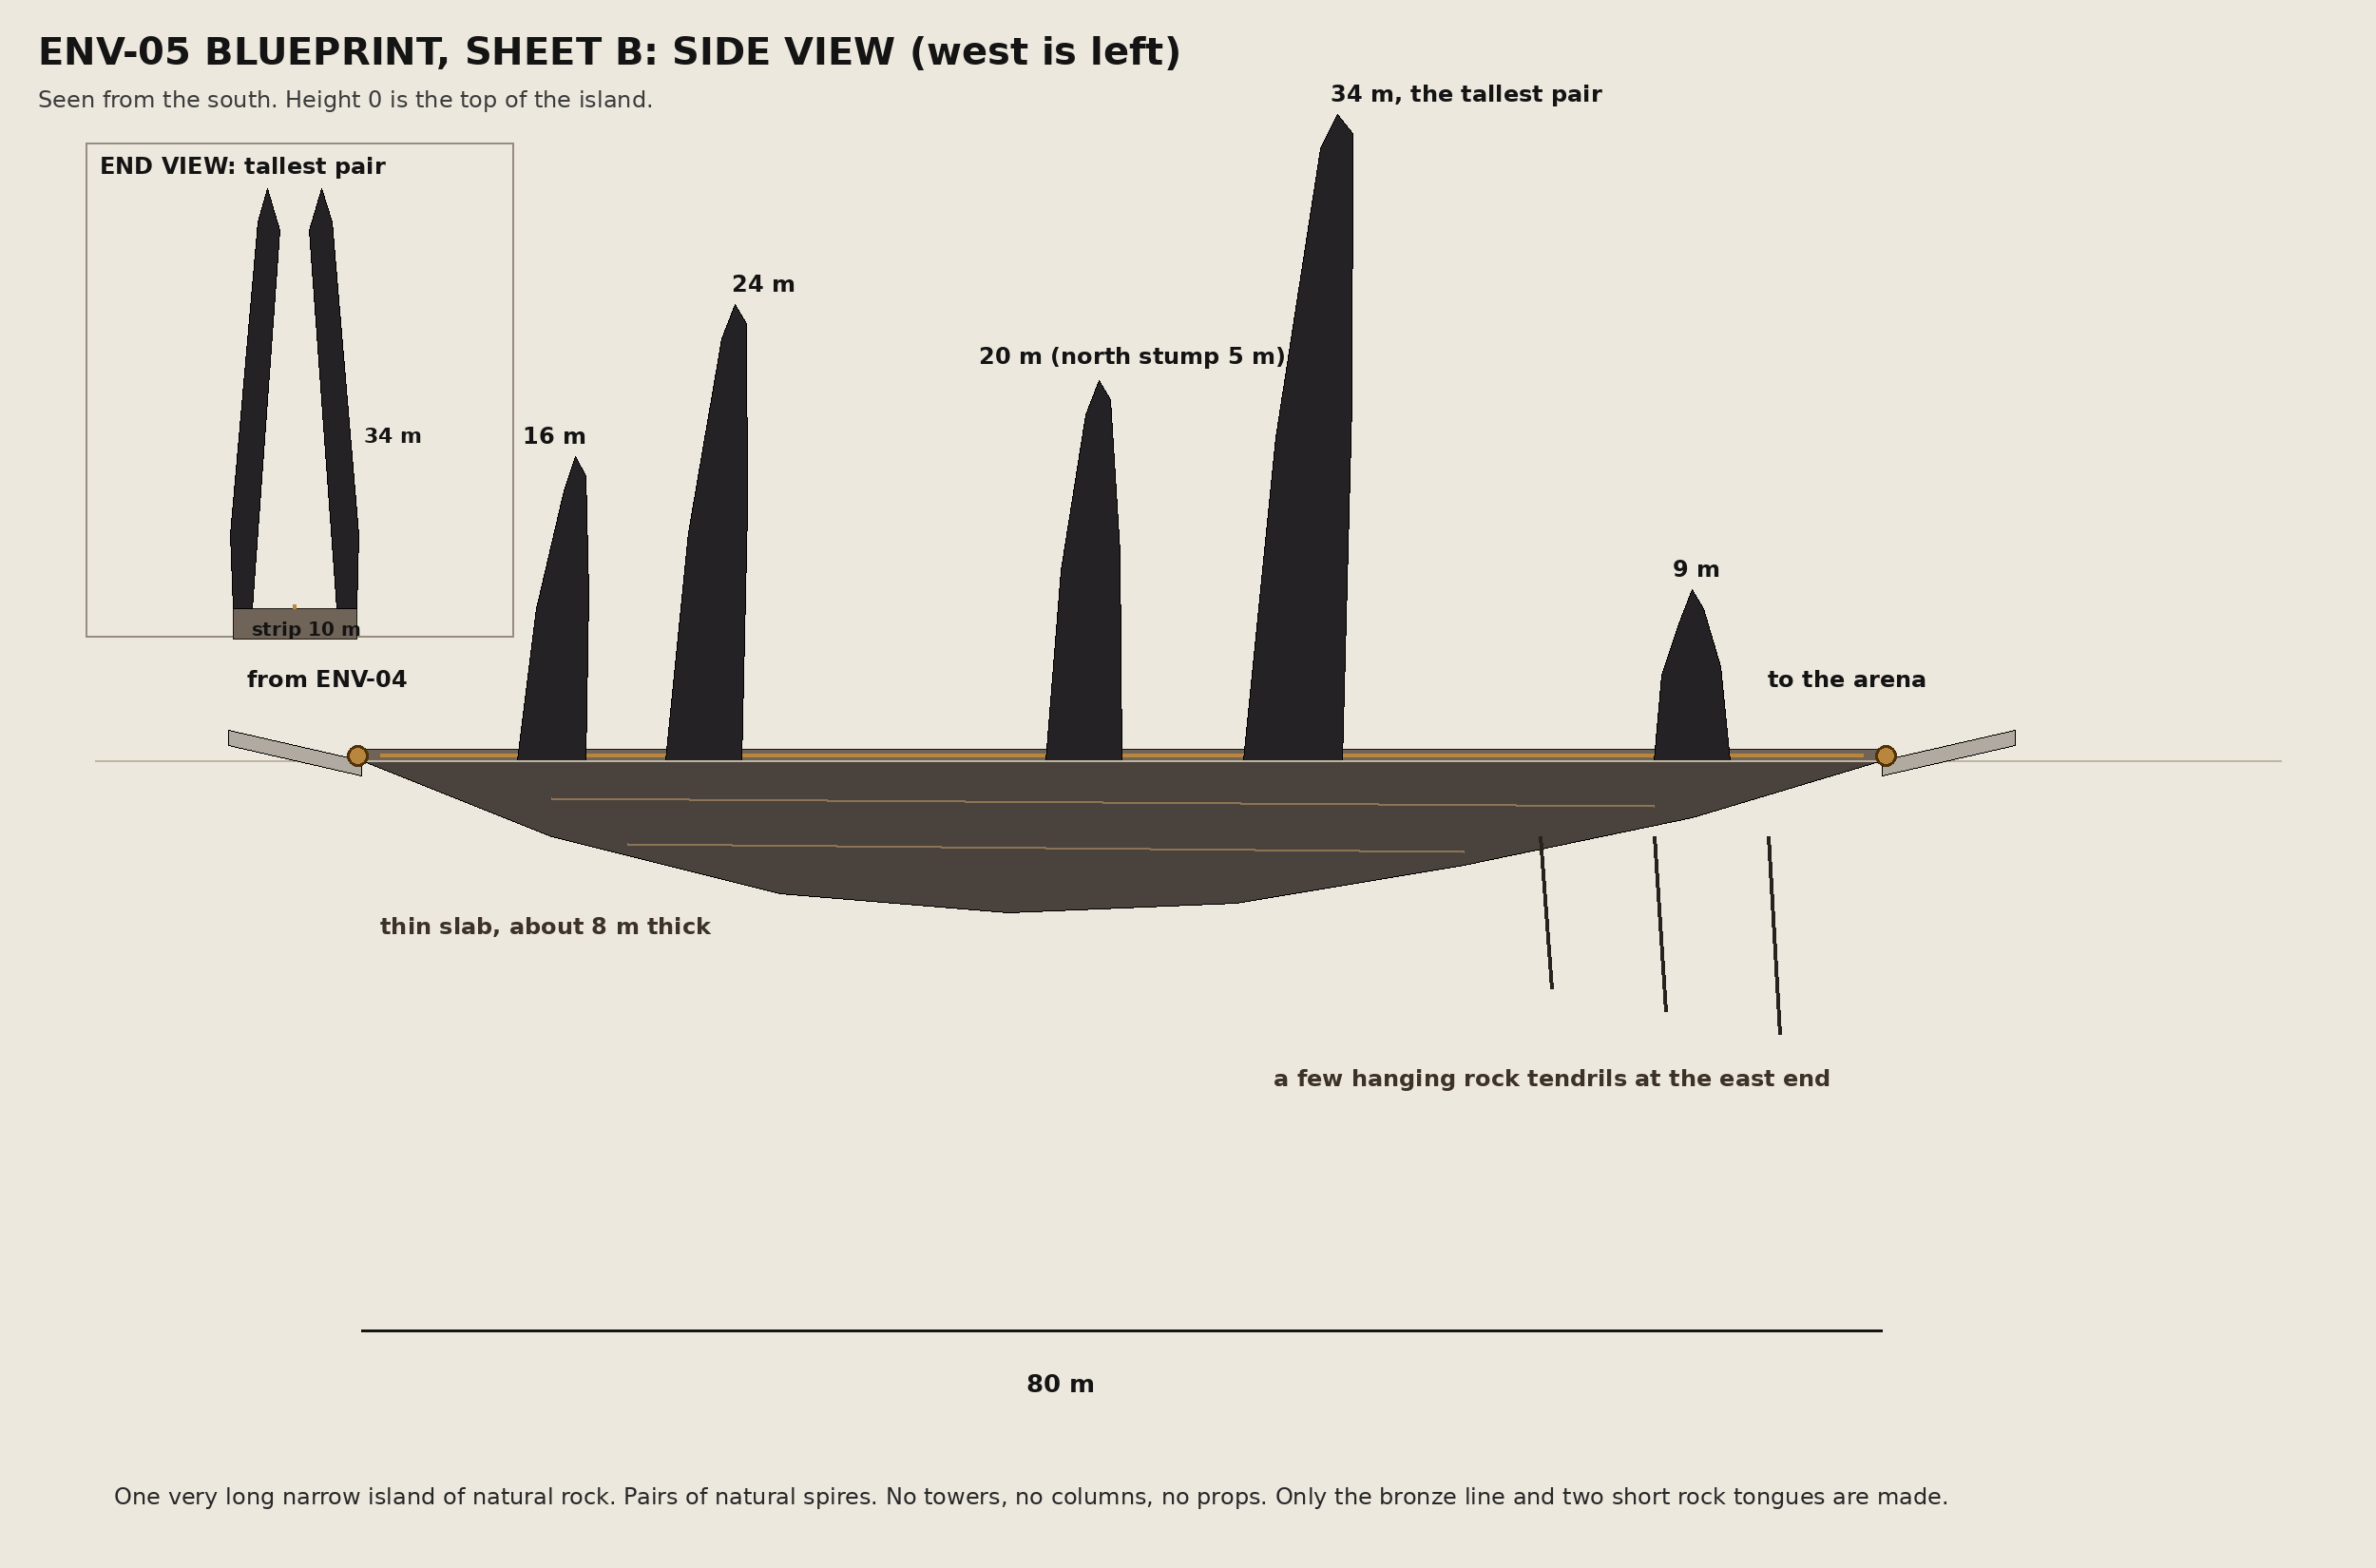 ENV-05 BLUEPRINT, SHEET B: SIDE VIEW (west is left)
Seen from the south. Height 0 is the top of the island.
34 m, the tallest pair
END VIEW: tallest pair
24 m
20 m (north stump 5 m)
34 m
16 m
9 m
strip 10 m
from ENV-04
to the arena
thin slab, about 8 m thick
a few hanging rock tendrils at the east end
80 m
One very long narrow island of natural rock. Pairs of natural spires. No towers, no columns, no props. Only the bronze line and two short rock tongues are made.